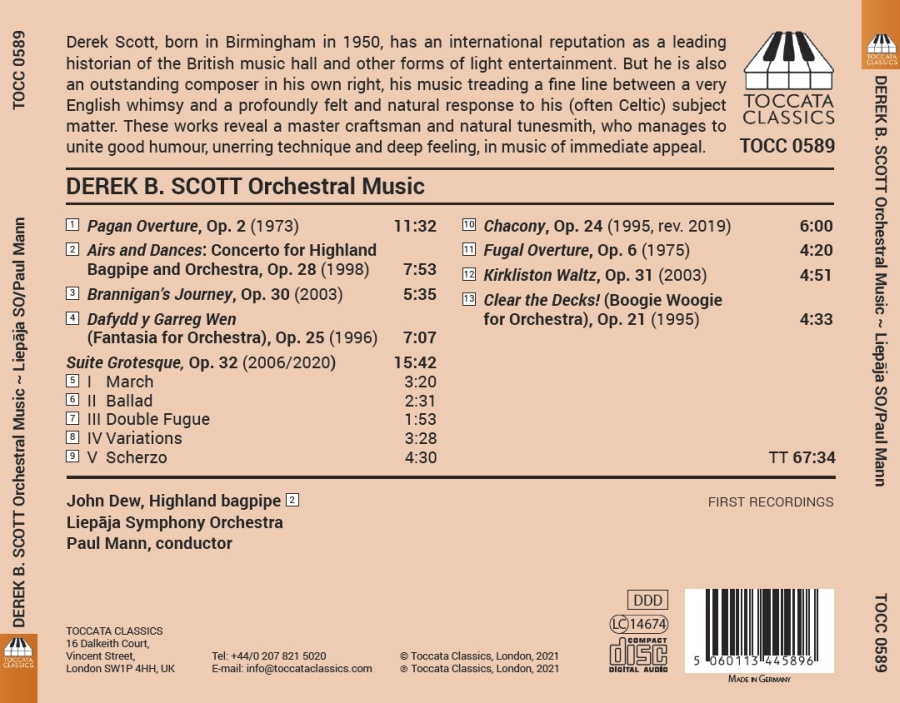 TOCC 0589
DEREK B. SCOTT Orchestral Music ~ Liepāja SO/Paul Mann
TOCCATA
CLASSICS
Derek Scott, born in Birmingham in 1950, has an international reputation as a leading
historian of the British music hall and other forms of light entertainment. But he is also
an outstanding composer in his own right, his music treading a fine line between a very
English whimsy and a profoundly felt and natural response to his (often Celtic) subject
matter. These works reveal a master craftsman and natural tunesmith, who manages to
unite good humour, unerring technique and deep feeling, in music of immediate appeal.
TOCCATA
CLASSICS
TOCC 0589
DEREK B. SCOTT Orchestral Music
1 Pagan Overture, Op. 2 (1973) 11:32
2 Airs and Dances: Concerto for Highland
Bagpipe and Orchestra, Op. 28 (1998) 7:53
3 Brannigan's Journey, Op. 30 (2003) 5:35
4 Dafydd y Garreg Wen
(Fantasia for Orchestra), Op. 25 (1996) 7:07
Suite Grotesque, Op. 32 (2006/2020) 15:42
5 I March 3:20
6 II Ballad 2:31
7 III Double Fugue 1:53
8 IV Variations 3:28
9 V Scherzo 4:30
10 Chacony, Op. 24 (1995, rev. 2019) 6:00
11 Fugal Overture, Op. 6 (1975) 4:20
12 Kirkliston Waltz, Op. 31 (2003) 4:51
13 Clear the Decks! (Boogie Woogie
for Orchestra), Op. 21 (1995) 4:33
TT 67:34
John Dew, Highland bagpipe 2
Liepāja Symphony Orchestra
Paul Mann, conductor
FIRST RECORDINGS
TOCCATA CLASSICS
16 Dalkeith Court,
Vincent Street,
London SW1P 4HH, UK
Tel: +44/0 207 821 5020
E-mail: info@toccataclassics.com
© Toccata Classics, London, 2021
℗ Toccata Classics, London, 2021
DDD
LC 14674
COMPACT
disc
DIGITAL AUDIO
5 060113 445896
Made in Germany
TOCCATA
CLASSICS
DEREK B. SCOTT Orchestral Music ~ Liepāja SO/Paul Mann
TOCC 0589